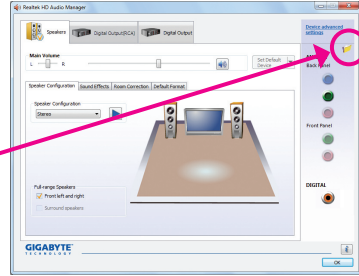 Realtek HD Audio Manager
Speakers
Digital Output(RCA)
Digital Output
Device advanced settings
Main Volume
L
R
Set Default Device
Back Panel
Speaker Configuration
Sound Effects
Room Correction
Default Format
Speaker Configuration
Stereo
Front Panel
Full-range Speakers
Front left and right
Surround speakers
DIGITAL
GIGABYTE
TECHNOLOGY
OK